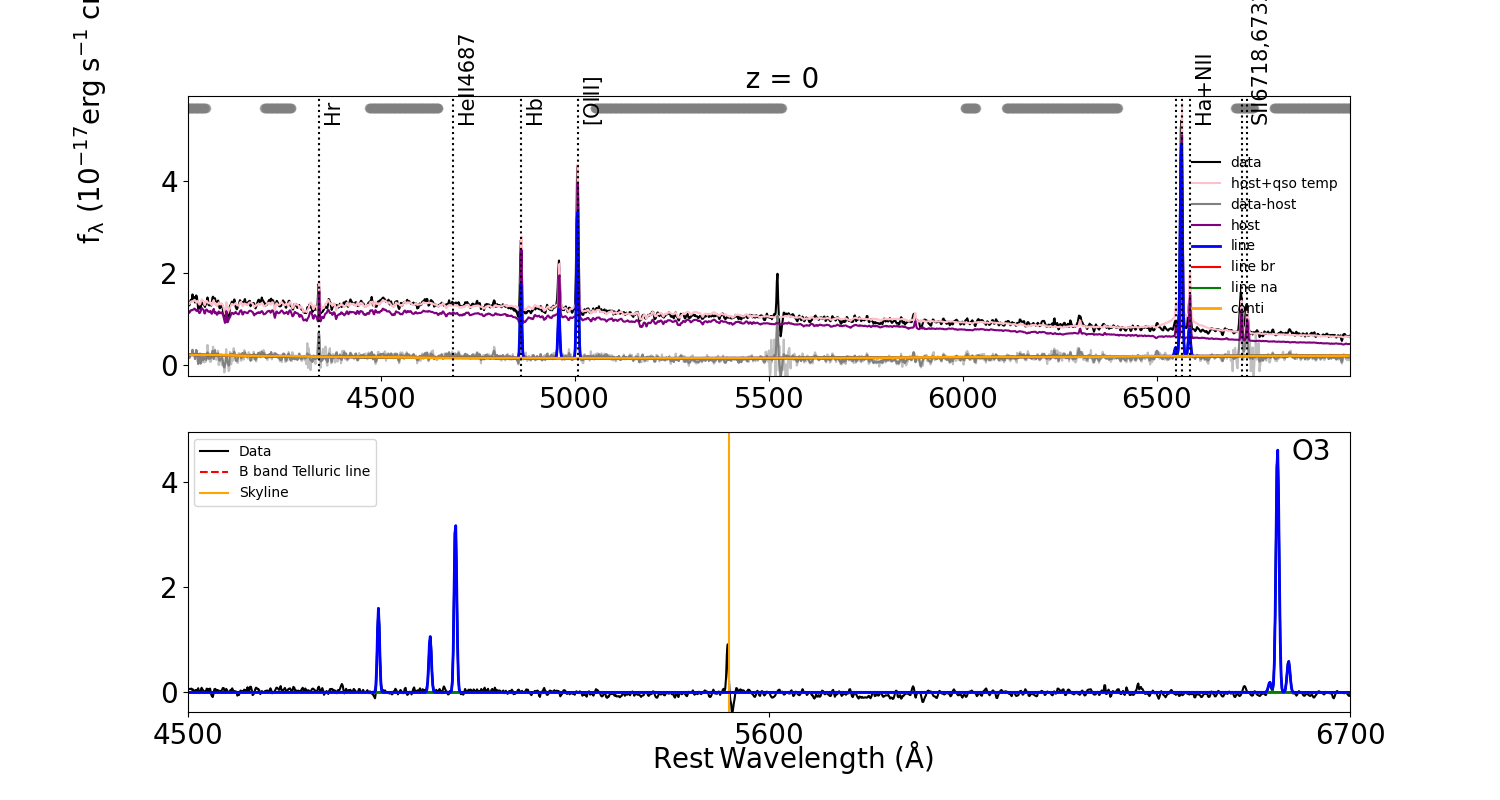 f_λ (10^−17 erg s^−1
z = 0
Hr
HeII4687
Hb
[OIII]
Ha+NII
data
host+qso temp
data-host
host
line
line br
line na
conti
4
2
0
4500
5000
5500
6000
6500
Data
B band Telluric line
Skyline
O3
4
2
0
4500
5600
6700
Rest Wavelength (Å)